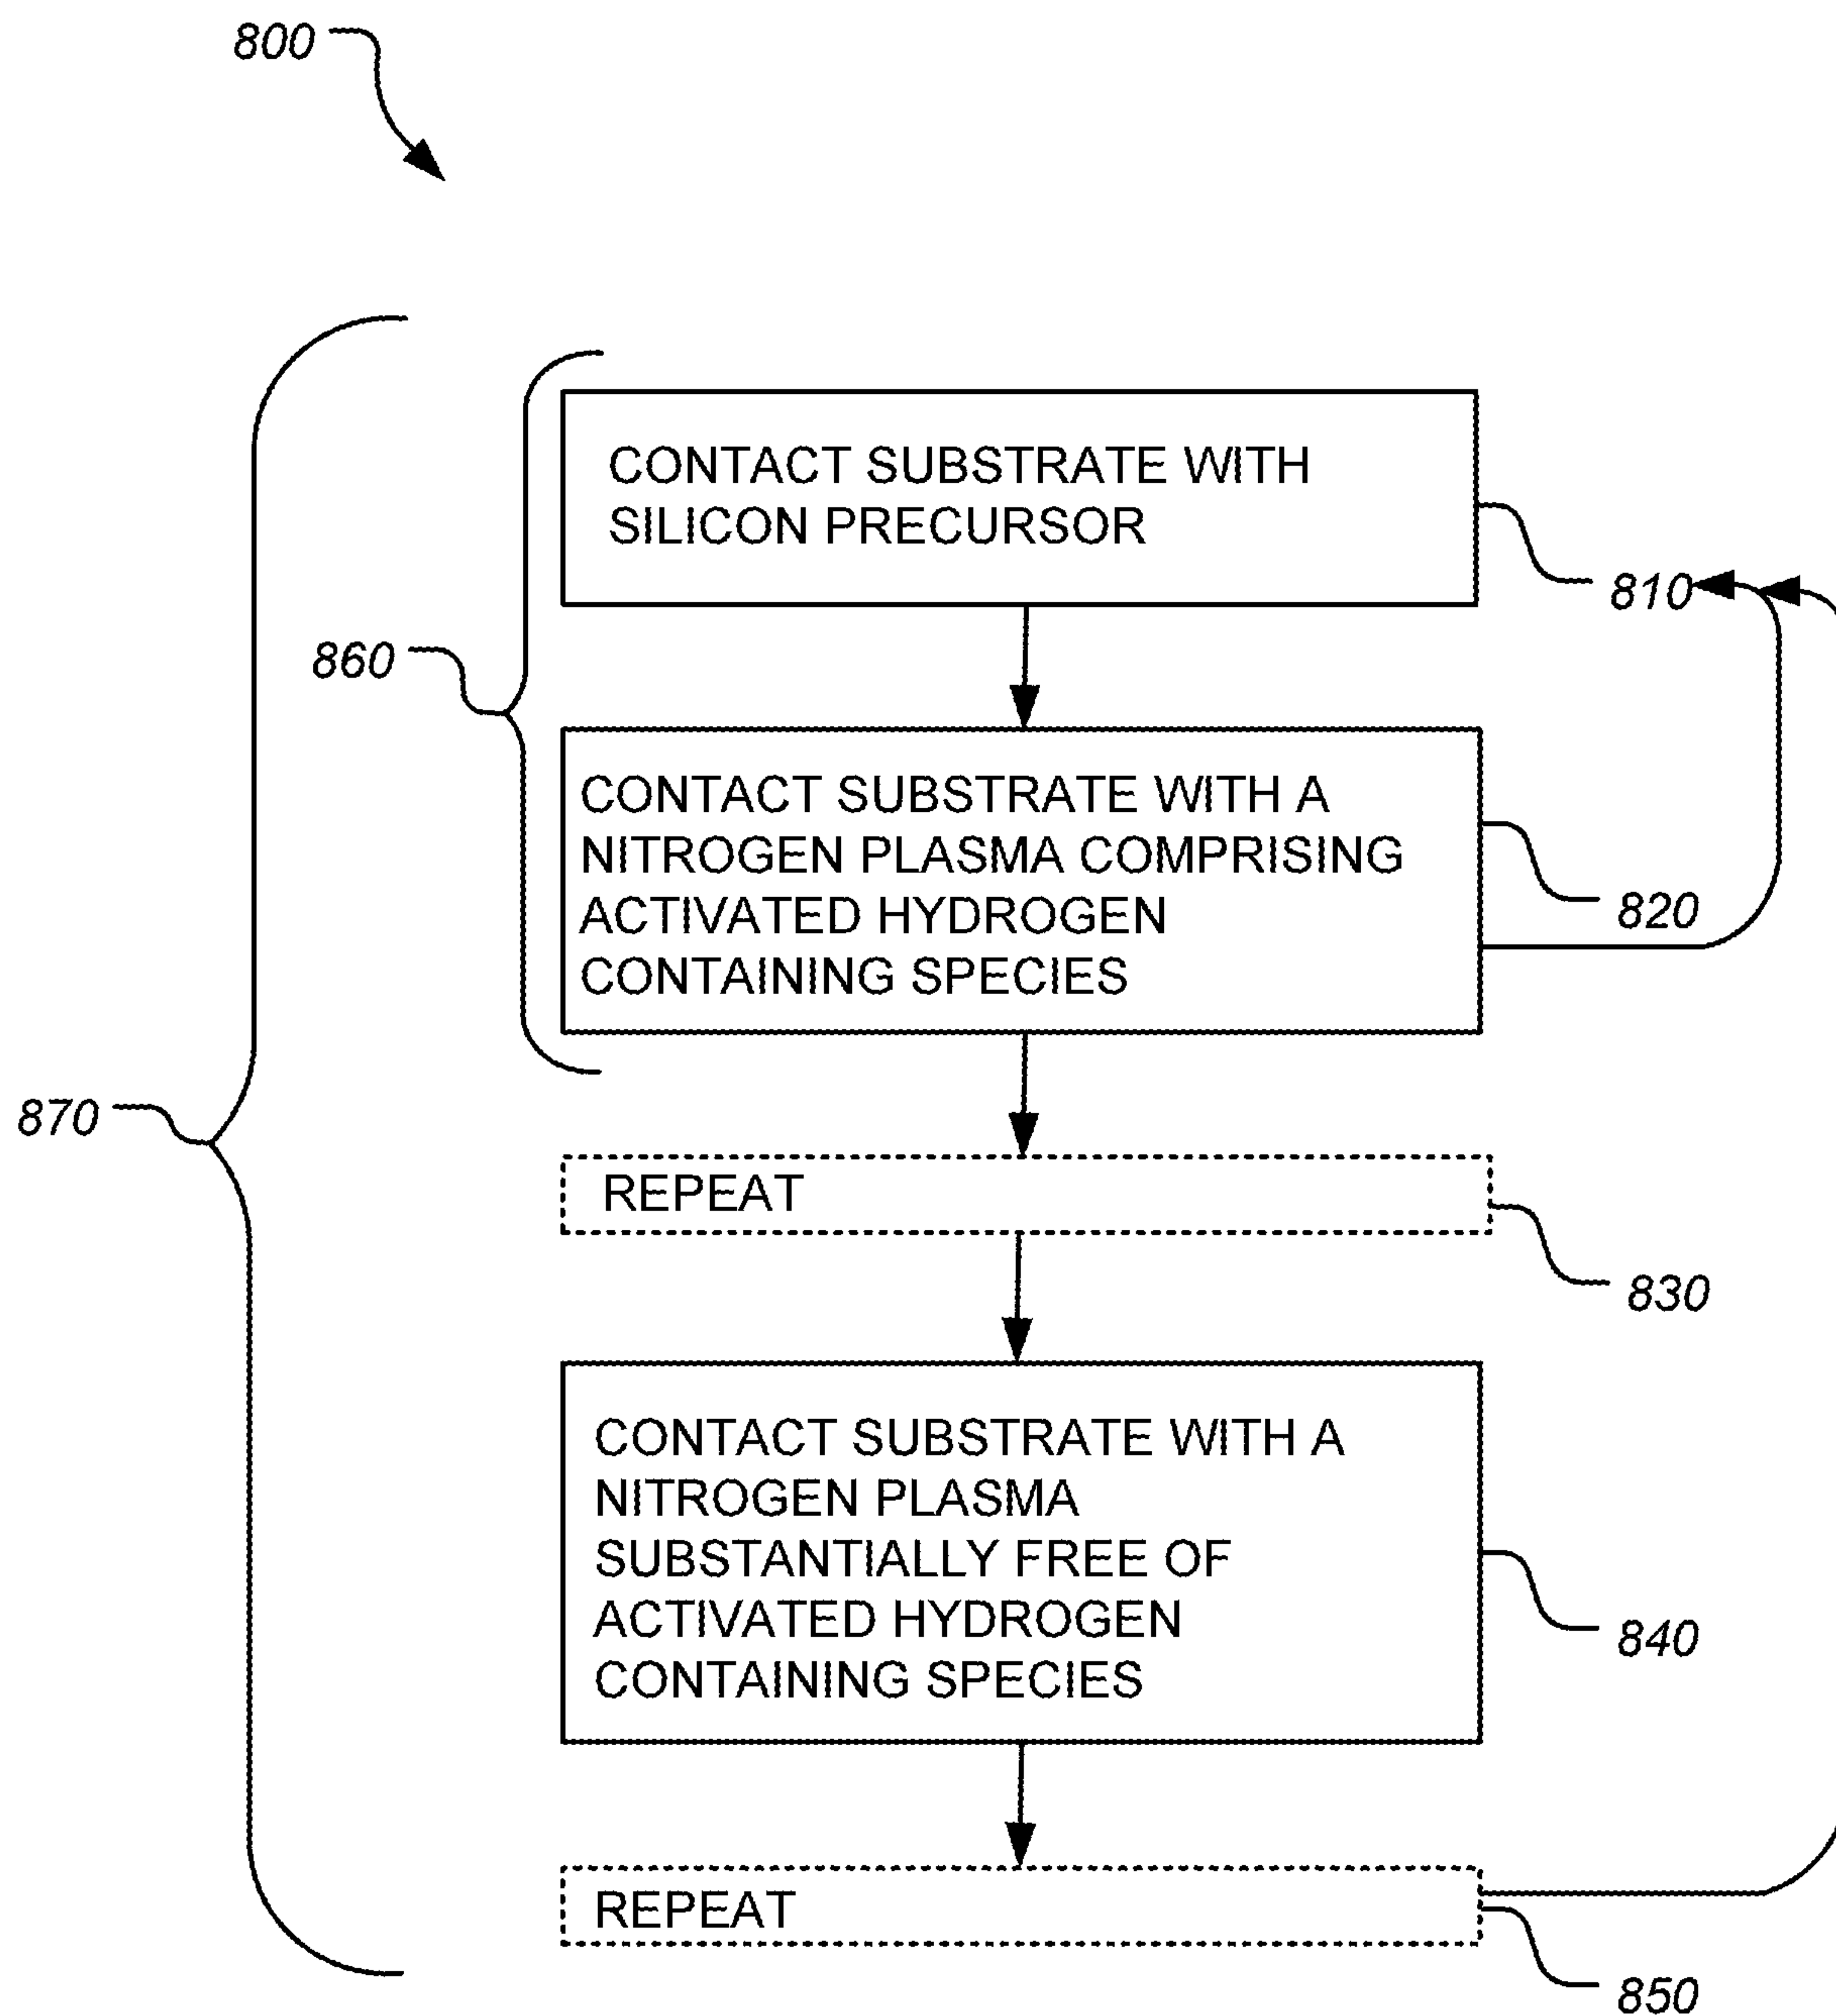 800
CONTACT SUBSTRATE WITH
SILICON PRECURSOR
810
860
CONTACT SUBSTRATE WITH A
NITROGEN PLASMA COMPRISING
ACTIVATED HYDROGEN
CONTAINING SPECIES
820
870
REPEAT
830
CONTACT SUBSTRATE WITH A
NITROGEN PLASMA
SUBSTANTIALLY FREE OF
ACTIVATED HYDROGEN
CONTAINING SPECIES
840
REPEAT
850